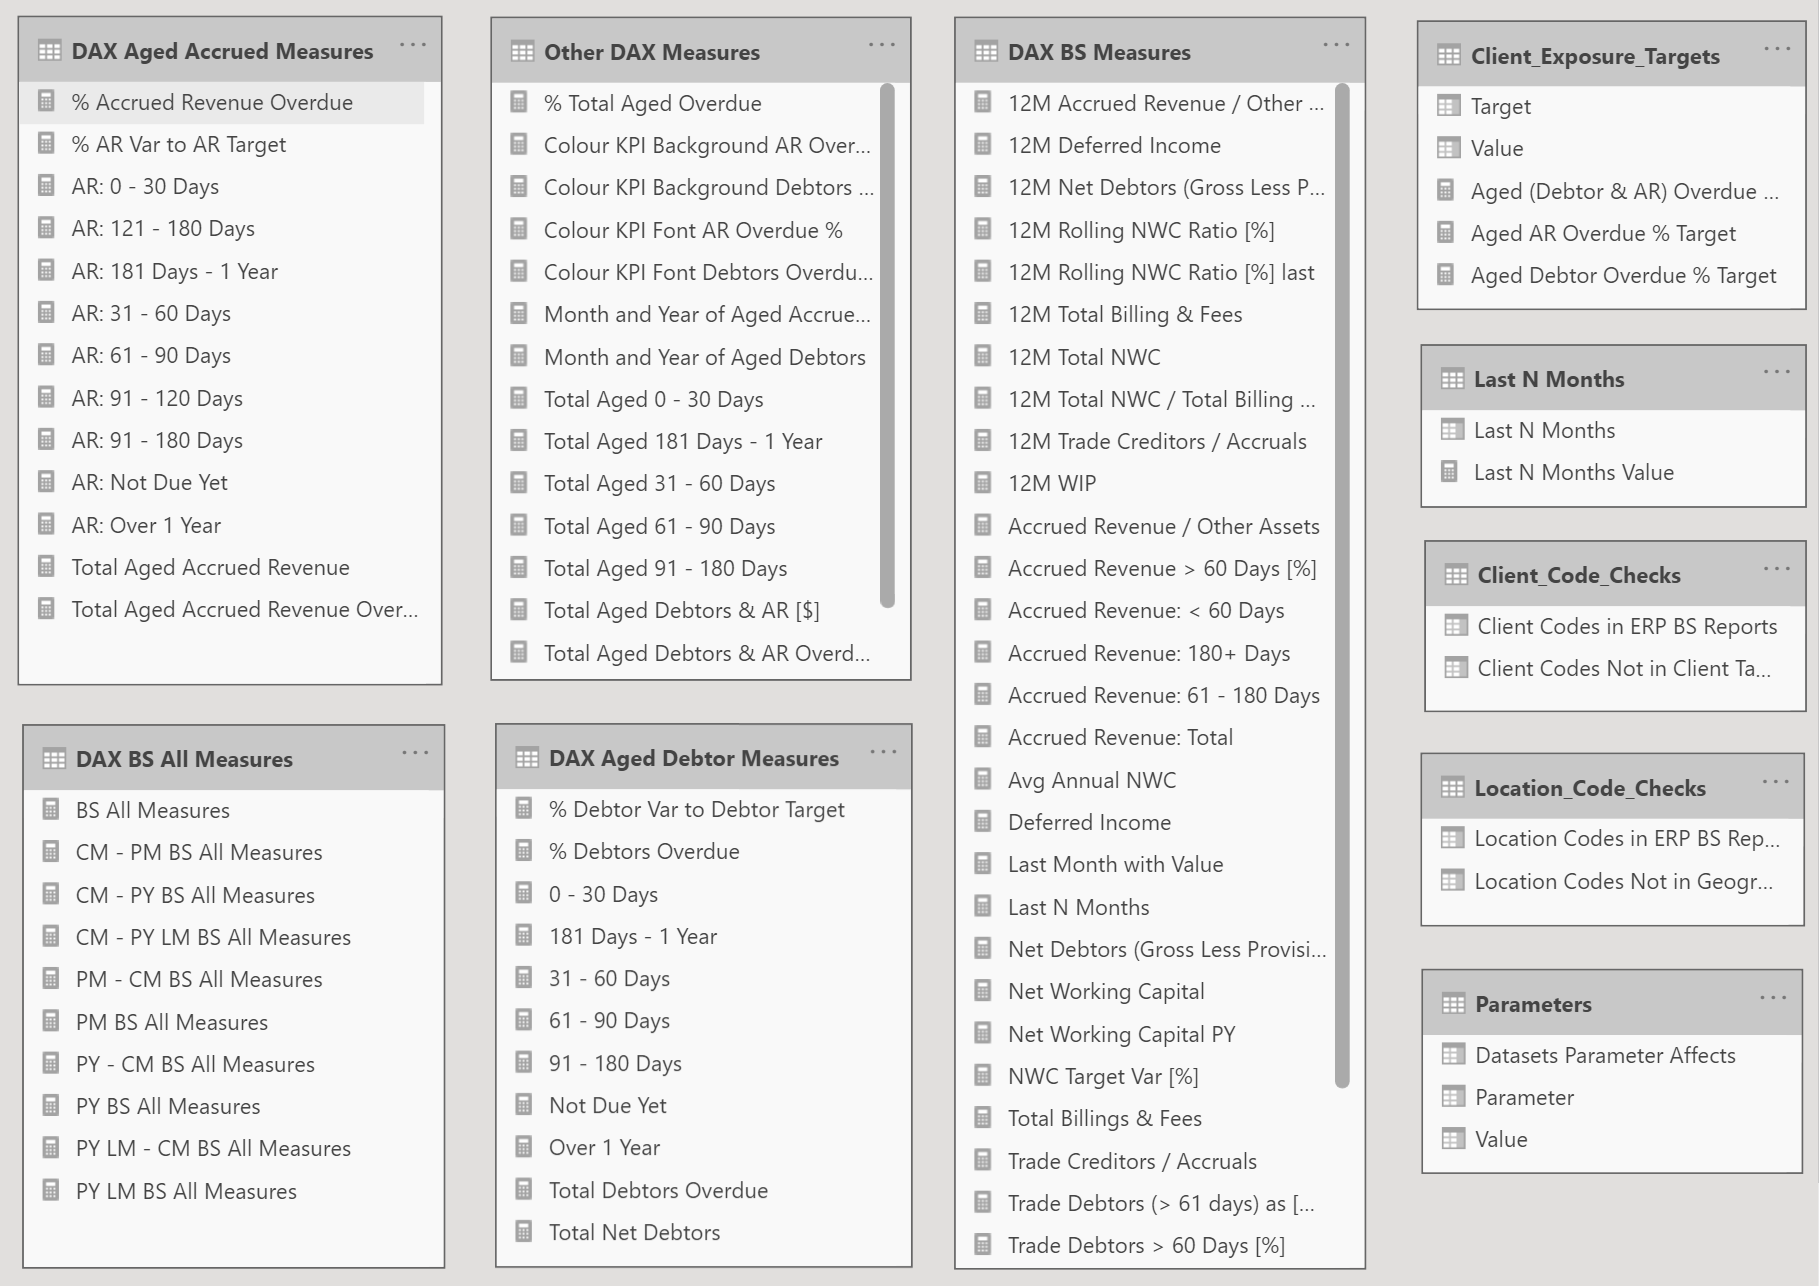 DAX Aged Accrued Measures
% Accrued Revenue Overdue
% AR Var to AR Target
AR: 0 - 30 Days
AR: 121 - 180 Days
AR: 181 Days - 1 Year
AR: 31 - 60 Days
AR: 61 - 90 Days
AR: 91 - 120 Days
AR: 91 - 180 Days
AR: Not Due Yet
AR: Over 1 Year
Total Aged Accrued Revenue
Total Aged Accrued Revenue Over...
Other DAX Measures
% Total Aged Overdue
Colour KPI Background AR Over...
Colour KPI Background Debtors ...
Colour KPI Font AR Overdue %
Colour KPI Font Debtors Overdu...
Month and Year of Aged Accrue...
Month and Year of Aged Debtors
Total Aged 0 - 30 Days
Total Aged 181 Days - 1 Year
Total Aged 31 - 60 Days
Total Aged 61 - 90 Days
Total Aged 91 - 180 Days
Total Aged Debtors & AR [$]
Total Aged Debtors & AR Overd...
DAX BS Measures
12M Accrued Revenue / Other ...
12M Deferred Income
12M Net Debtors (Gross Less P...
12M Rolling NWC Ratio [%]
12M Rolling NWC Ratio [%] last
12M Total Billing & Fees
12M Total NWC
12M Total NWC / Total Billing ...
12M Trade Creditors / Accruals
12M WIP
Accrued Revenue / Other Assets
Accrued Revenue > 60 Days [%]
Accrued Revenue: < 60 Days
Accrued Revenue: 180+ Days
Accrued Revenue: 61 - 180 Days
Accrued Revenue: Total
Avg Annual NWC
Deferred Income
Last Month with Value
Last N Months
Net Debtors (Gross Less Provisi...
Net Working Capital
Net Working Capital PY
NWC Target Var [%]
Total Billings & Fees
Trade Creditors / Accruals
Trade Debtors (> 61 days) as [...
Trade Debtors > 60 Days [%]
Client_Exposure_Targets
Target
Value
Aged (Debtor & AR) Overdue ...
Aged AR Overdue % Target
Aged Debtor Overdue % Target
Last N Months
Last N Months
Last N Months Value
Client_Code_Checks
Client Codes in ERP BS Reports
Client Codes Not in Client Ta...
Location_Code_Checks
Location Codes in ERP BS Rep...
Location Codes Not in Geogr...
Parameters
Datasets Parameter Affects
Parameter
Value
DAX BS All Measures
BS All Measures
CM - PM BS All Measures
CM - PY BS All Measures
CM - PY LM BS All Measures
PM - CM BS All Measures
PM BS All Measures
PY - CM BS All Measures
PY BS All Measures
PY LM - CM BS All Measures
PY LM BS All Measures
DAX Aged Debtor Measures
% Debtor Var to Debtor Target
% Debtors Overdue
0 - 30 Days
181 Days - 1 Year
31 - 60 Days
61 - 90 Days
91 - 180 Days
Not Due Yet
Over 1 Year
Total Debtors Overdue
Total Net Debtors